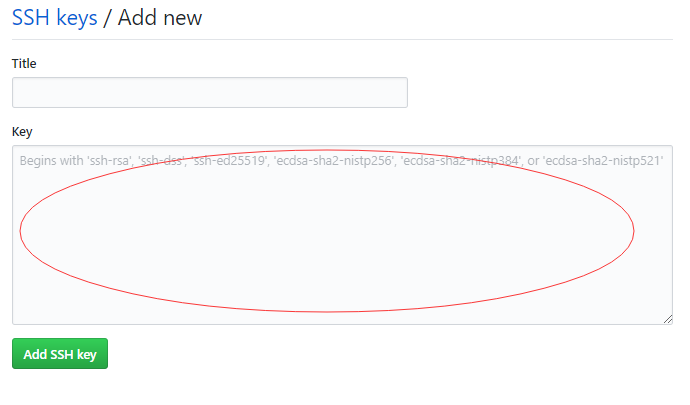 SSH keys / Add new
Title
Key
Begins with 'ssh-rsa', 'ssh-dss', 'ssh-ed25519', 'ecdsa-sha2-nistp256', 'ecdsa-sha2-nistp384', or 'ecdsa-sha2-nistp521'
Add SSH key